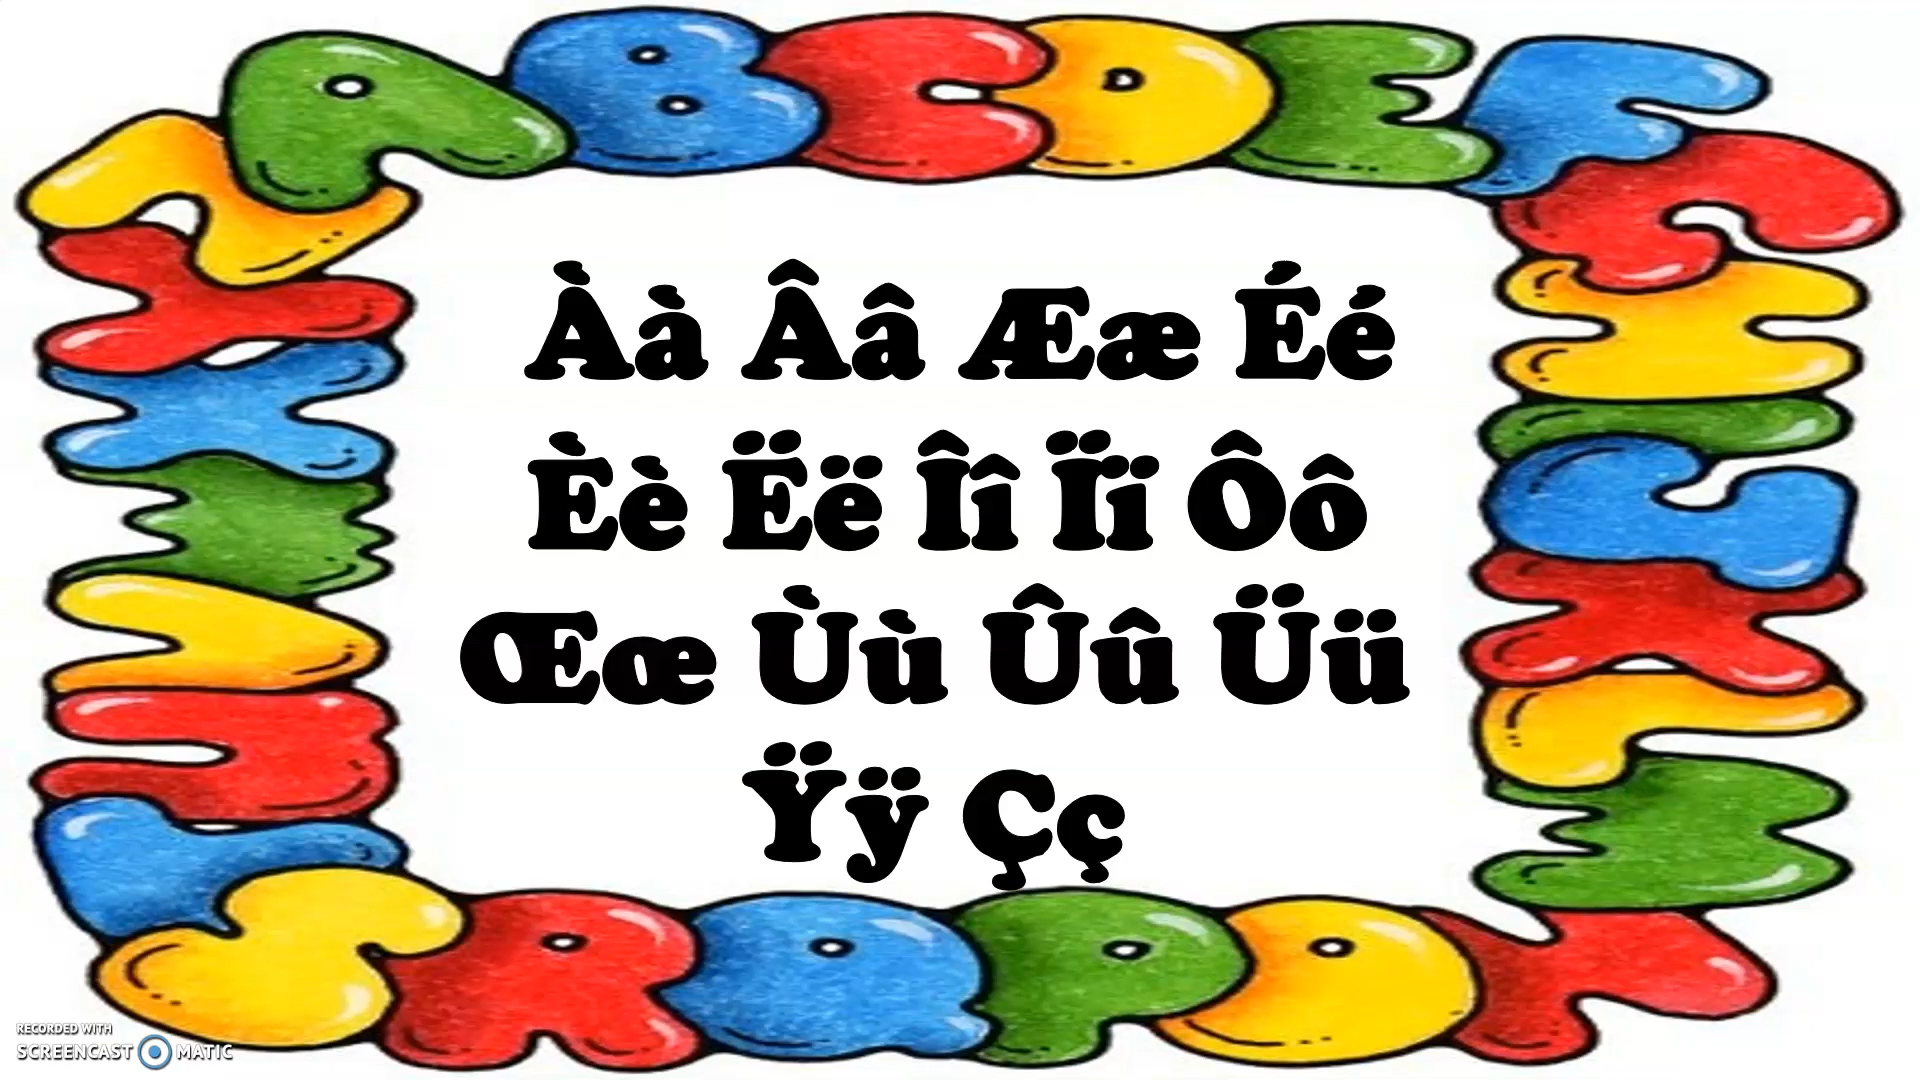 A B C D E F G H I J K L M N O P Q R S T U V W X Y Z
Àà Ââ Ææ Éé
Èè Ëë Îî Ïï Ôô
Œœ Ùù Ûû Üü
Ÿÿ Çç
RECORDED WITH
SCREENCAST MATIC